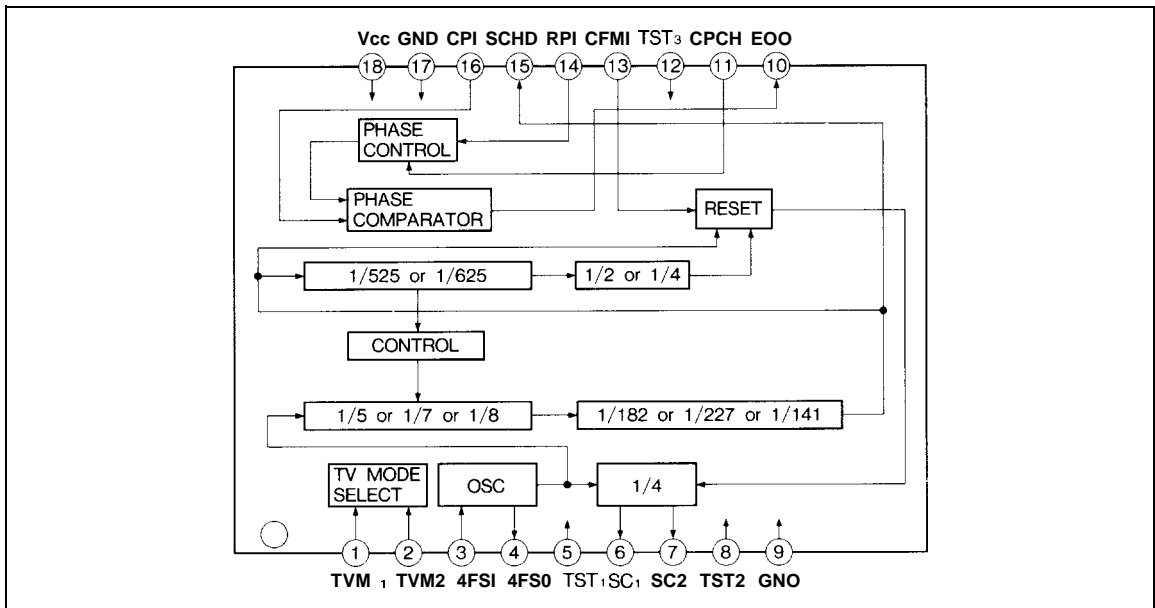 Vcc GND CPI SCHD RPI CFMI TST3 CPCH EOO
18 17 16 15 14 13 12 11 10
PHASE CONTROL
PHASE COMPARATOR
RESET
1/525 or 1/625
1/2 or 1/4
CONTROL
1/5 or 1/7 or 1/8
1/182 or 1/227 or 1/141
TV MODE SELECT
OSC
1/4
1 2 3 4 5 6 7 8 9
TVM 1 TVM2 4FSI 4FS0 TST1 SC1 SC2 TST2 GNO